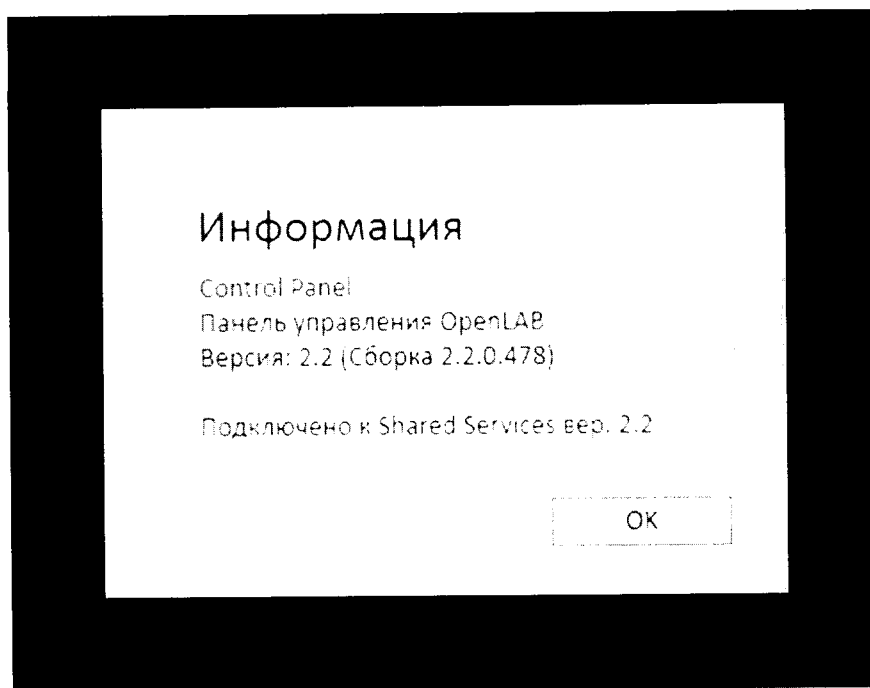 Информация
Control Panel
Панель управления OpenLAB
Версия: 2.2 (Сборка 2.2.0.478)
Подключено к Shared Services вер. 2.2
OK